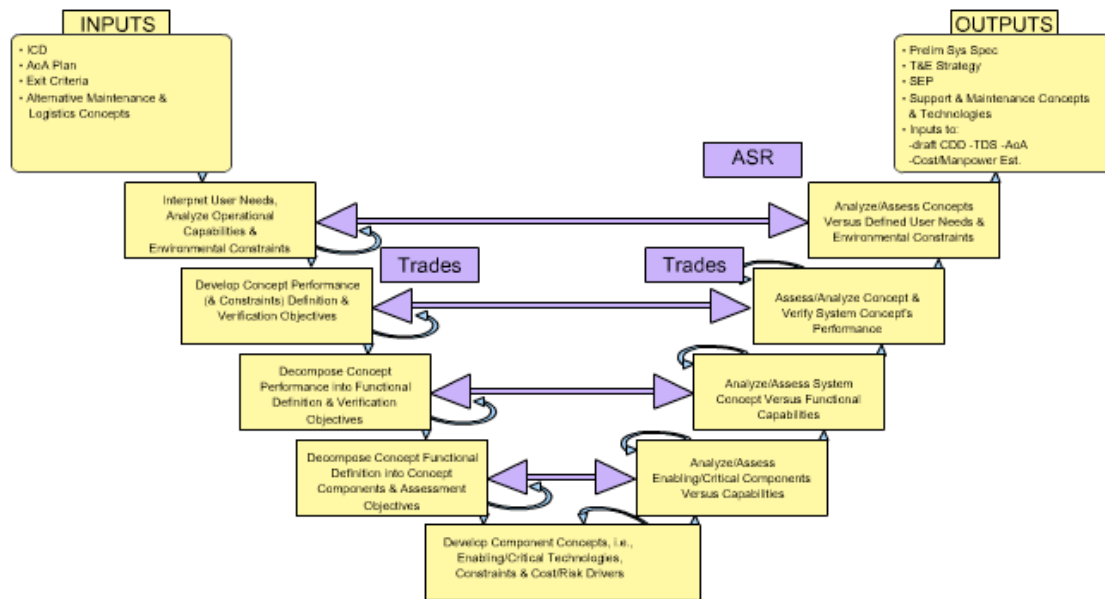 INPUTS
• ICD
• AoA Plan
• Exit Criteria
• Alternative Maintenance &
Logistics Concepts
OUTPUTS
• Prelim Sys Spec
• T&E Strategy
• SEP
• Support & Maintenance Concepts
& Technologies
• Inputs to:
-draft CDD -TDS -AoA
-Cost/Manpower Est.
ASR
Interpret User Needs,
Analyze Operational
Capabilities &
Environmental Constraints
Analyze/Assess Concepts
Versus Defined User Needs &
Environmental Constraints
Trades
Trades
Develop Concept Performance
(& Constraints) Definition &
Verification Objectives
Assess/Analyze Concept &
Verify System Concept's
Performance
Decompose Concept
Performance into Functional
Definition & Verification
Objectives
Analyze/Assess System
Concept Versus Functional
Capabilities
Decompose Concept Functional
Definition into Concept
Components & Assessment
Objectives
Analyze/Assess
Enabling/Critical Components
Versus Capabilities
Develop Component Concepts, i.e.,
Enabling/Critical Technologies,
Constraints & Cost/Risk Drivers